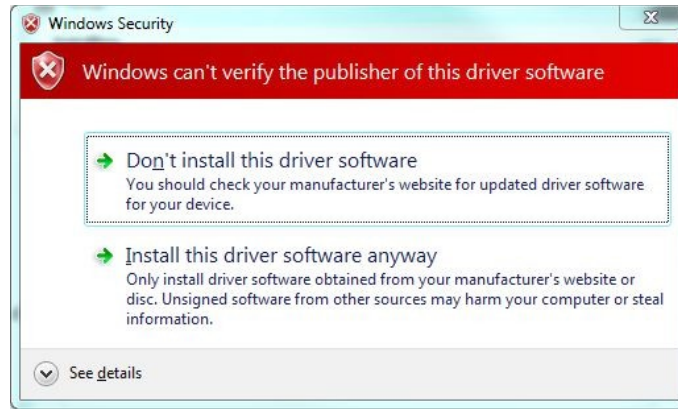 Windows Security
Windows can't verify the publisher of this driver software
Don't install this driver software
You should check your manufacturer's website for updated driver software
for your device.
Install this driver software anyway
Only install driver software obtained from your manufacturer's website or
disc. Unsigned software from other sources may harm your computer or steal
information.
See details